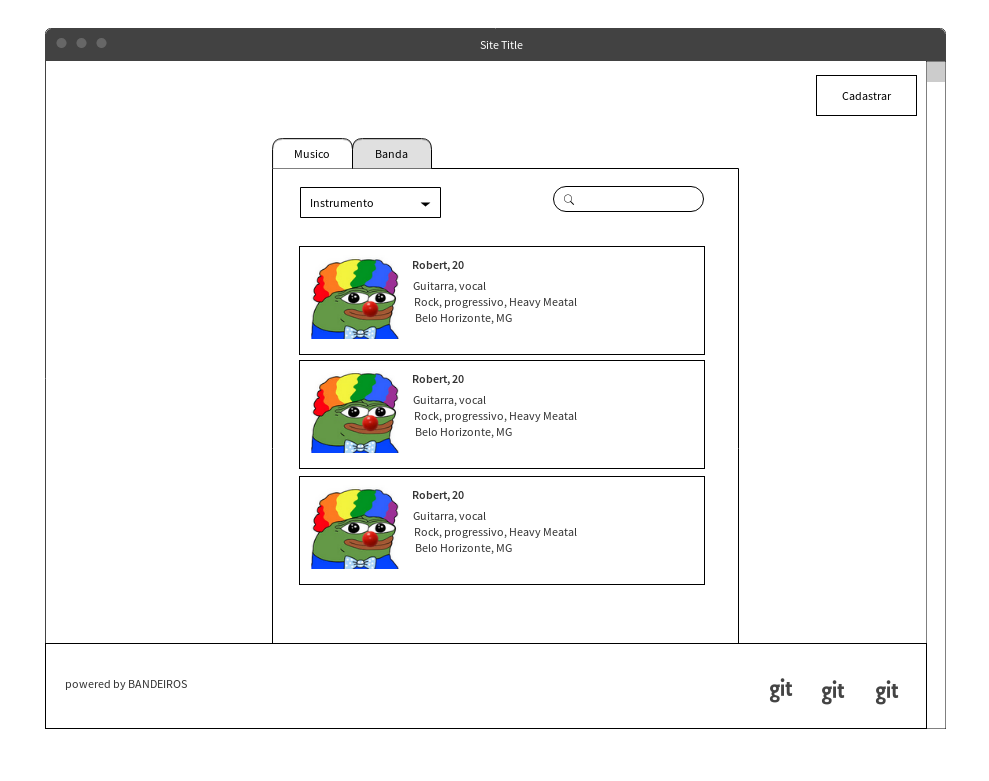 Site Title
Cadastrar
Musico
Banda
Instrumento
Robert, 20
Guitarra, vocal
Rock, progressivo, Heavy Meatal
Belo Horizonte, MG
Robert, 20
Guitarra, vocal
Rock, progressivo, Heavy Meatal
Belo Horizonte, MG
Robert, 20
Guitarra, vocal
Rock, progressivo, Heavy Meatal
Belo Horizonte, MG
powered by BANDEIROS
git
git
git